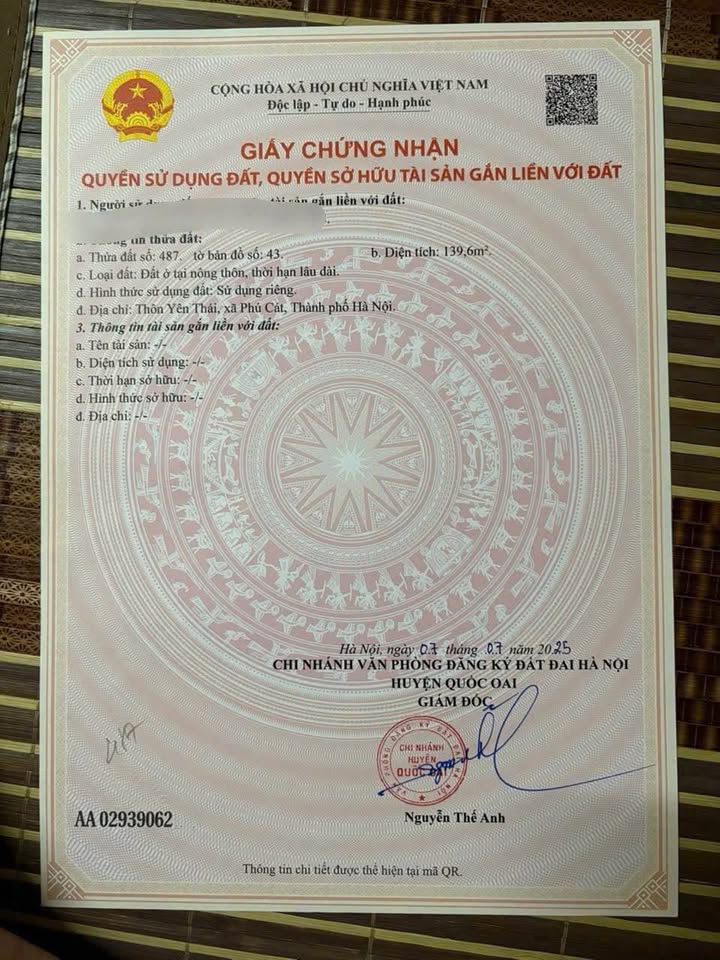 CỘNG HÒA XÃ HỘI CHỦ NGHĨA VIỆT NAM
Độc lập - Tự do - Hạnh phúc
GIẤY CHỨNG NHẬN
QUYỀN SỬ DỤNG ĐẤT, QUYỀN SỞ HỮU TÀI SẢN GẮN LIỀN VỚI ĐẤT
1. Người tài sản gắn liền với đất:
thửa đất:
a. Thửa đất số: 487. tờ bản đồ số: 43. b. Diện tích: 139,6m².
c. Loại đất: Đất ở tại nông thôn, thời hạn lâu dài.
d. Hình thức sử dụng đất: Sử dụng riêng.
đ. Địa chỉ: Thôn Yên Thái, xã Phú Cát, Thành phố Hà Nội.
3. Thông tin tài sản gắn liền với đất:
a. Tên tài sản: -/-
b. Diện tích sử dụng: -/-
c. Thời hạn sở hữu: -/-
d. Hình thức sở hữu: -/-
đ. Địa chỉ: -/-
Hà Nội, ngày 07 tháng 07 năm 2025
CHI NHÁNH VĂN PHÒNG ĐĂNG KÝ ĐẤT ĐAI HÀ NỘI
HUYỆN QUỐC OAI
GIÁM ĐỐC
VĂN PHÒNG ĐĂNG KÝ ĐẤT ĐAI HÀ NỘI
CHI NHÁNH
HUYỆN
QUỐC OAI
AA 02939062
Nguyễn Thế Anh
Thông tin chi tiết được thể hiện tại mã QR.